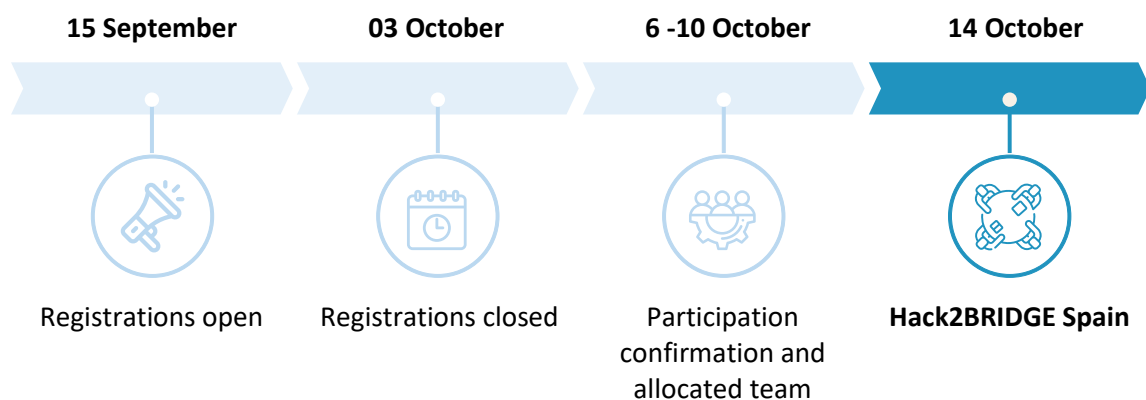 15 September
03 October
6 -10 October
14 October
Registrations open
Registrations closed
Participation
confirmation and
allocated team
Hack2BRIDGE Spain